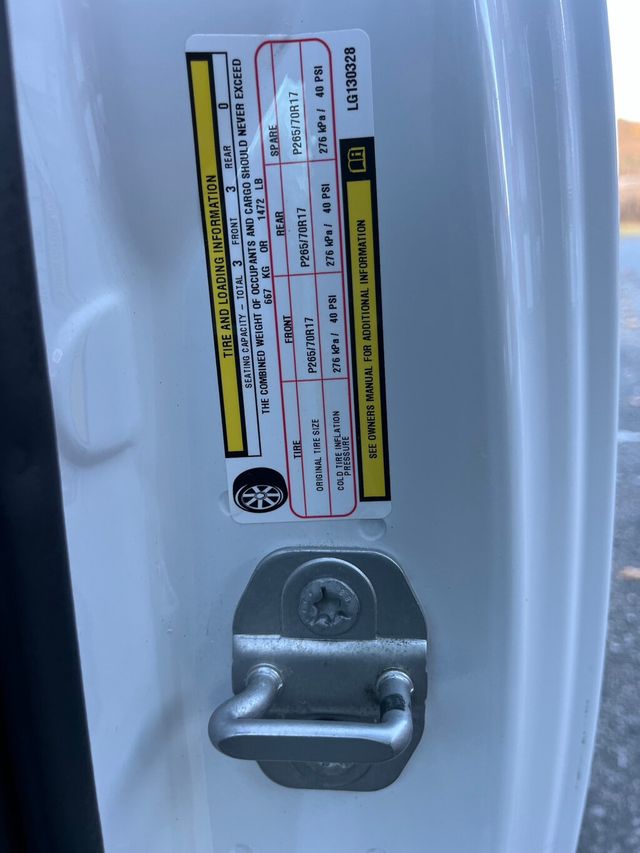 TIRE AND LOADING INFORMATION
SEATING CAPACITY – TOTAL 3 FRONT 3 REAR 0
THE COMBINED WEIGHT OF OCCUPANTS AND CARGO SHOULD NEVER EXCEED
667 KG OR 1472 LB
TIRE FRONT REAR SPARE
ORIGINAL TIRE SIZE P265/70R17 P265/70R17 P265/70R17
COLD TIRE INFLATION
PRESSURE 276 kPa / 40 PSI 276 kPa / 40 PSI 276 kPa / 40 PSI
SEE OWNERS MANUAL FOR ADDITIONAL INFORMATION
LG130328